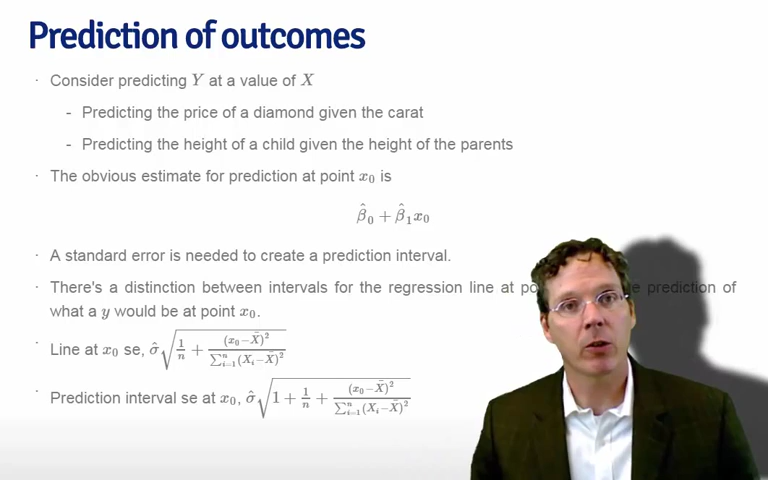 Prediction of outcomes
· Consider predicting Y at a value of X
- Predicting the price of a diamond given the carat
- Predicting the height of a child given the height of the parents
· The obvious estimate for prediction at point x₀ is
β̂₀ + β̂₁x₀
· A standard error is needed to create a prediction interval.
· There's a distinction between intervals for the regression line at prediction of
what a y would be at point x₀.
· Line at x₀ se, σ̂√(1/n + (x₀−X̄)²/∑ⁿᵢ₌₁(Xᵢ−X̄)²)
· Prediction interval se at x₀, σ̂√(1 + 1/n + (x₀−X̄)²/∑ⁿᵢ₌₁(Xᵢ−X̄)²)